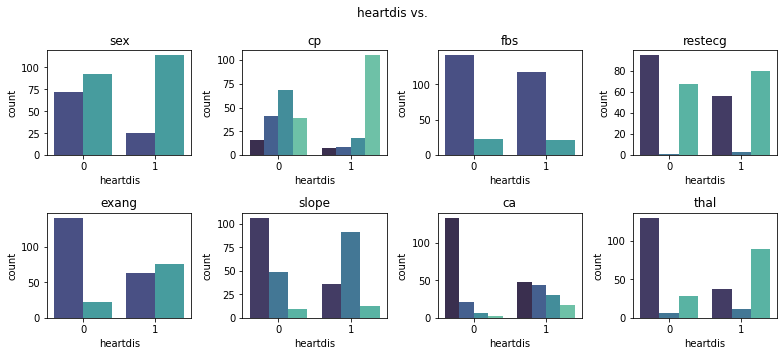 heartdis vs.
sex
cp
fbs
restecg
100
75
50
25
0
count
0
1
heartdis
100
75
50
25
0
count
0
1
heartdis
100
50
0
count
0
1
heartdis
80
60
40
20
0
count
0
1
heartdis
exang
slope
ca
thal
100
50
0
count
0
1
heartdis
100
75
50
25
0
count
0
1
heartdis
100
50
0
count
0
1
heartdis
100
50
0
count
0
1
heartdis